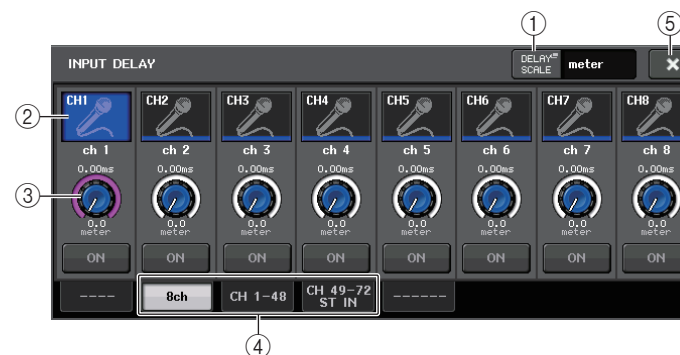 ① ⑤
INPUT DELAY DELAY SCALE meter ×
② CH1 CH2 CH3 CH4 CH5 CH6 CH7 CH8
ch 1 ch 2 ch 3 ch 4 ch 5 ch 6 ch 7 ch 8
0.00ms 0.00ms 0.00ms 0.00ms 0.00ms 0.00ms 0.00ms 0.00ms
③
0.0 0.0 0.0 0.0 0.0 0.0 0.0 0.0
meter meter meter meter meter meter meter meter
ON ON ON ON ON ON ON ON
---- 8ch CH 1-48 CH 49-72 ST IN ------
④